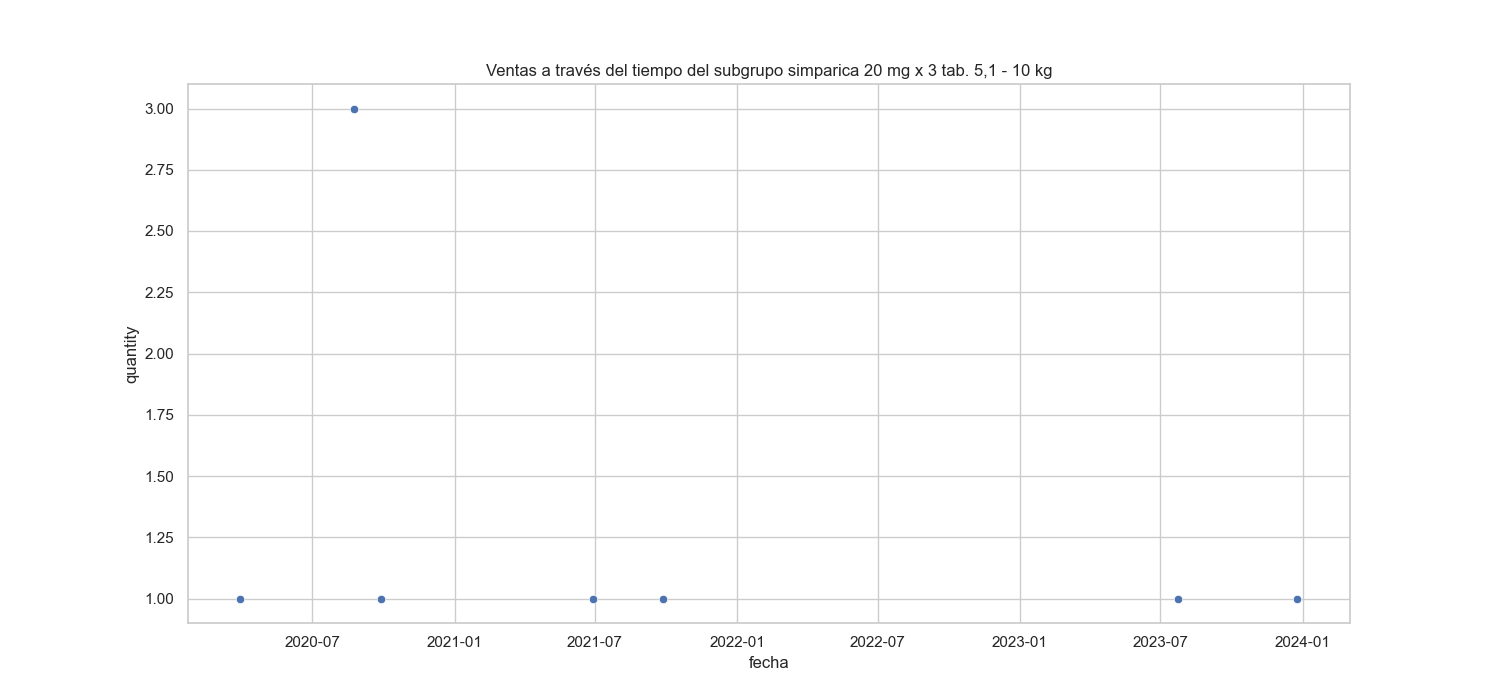 Ventas a través del tiempo del subgrupo simparica 20 mg x 3 tab. 5,1 - 10 kg
3.00
2.75
2.50
2.25
2.00
1.75
1.50
1.25
1.00
quantity
2020-07 2021-01 2021-07 2022-01 2022-07 2023-01 2023-07 2024-01
fecha